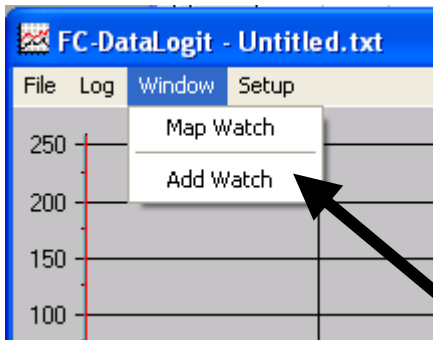 FC-DataLogit - Untitled.txt
File Log Window Setup
Map Watch
Add Watch
250
200
150
100